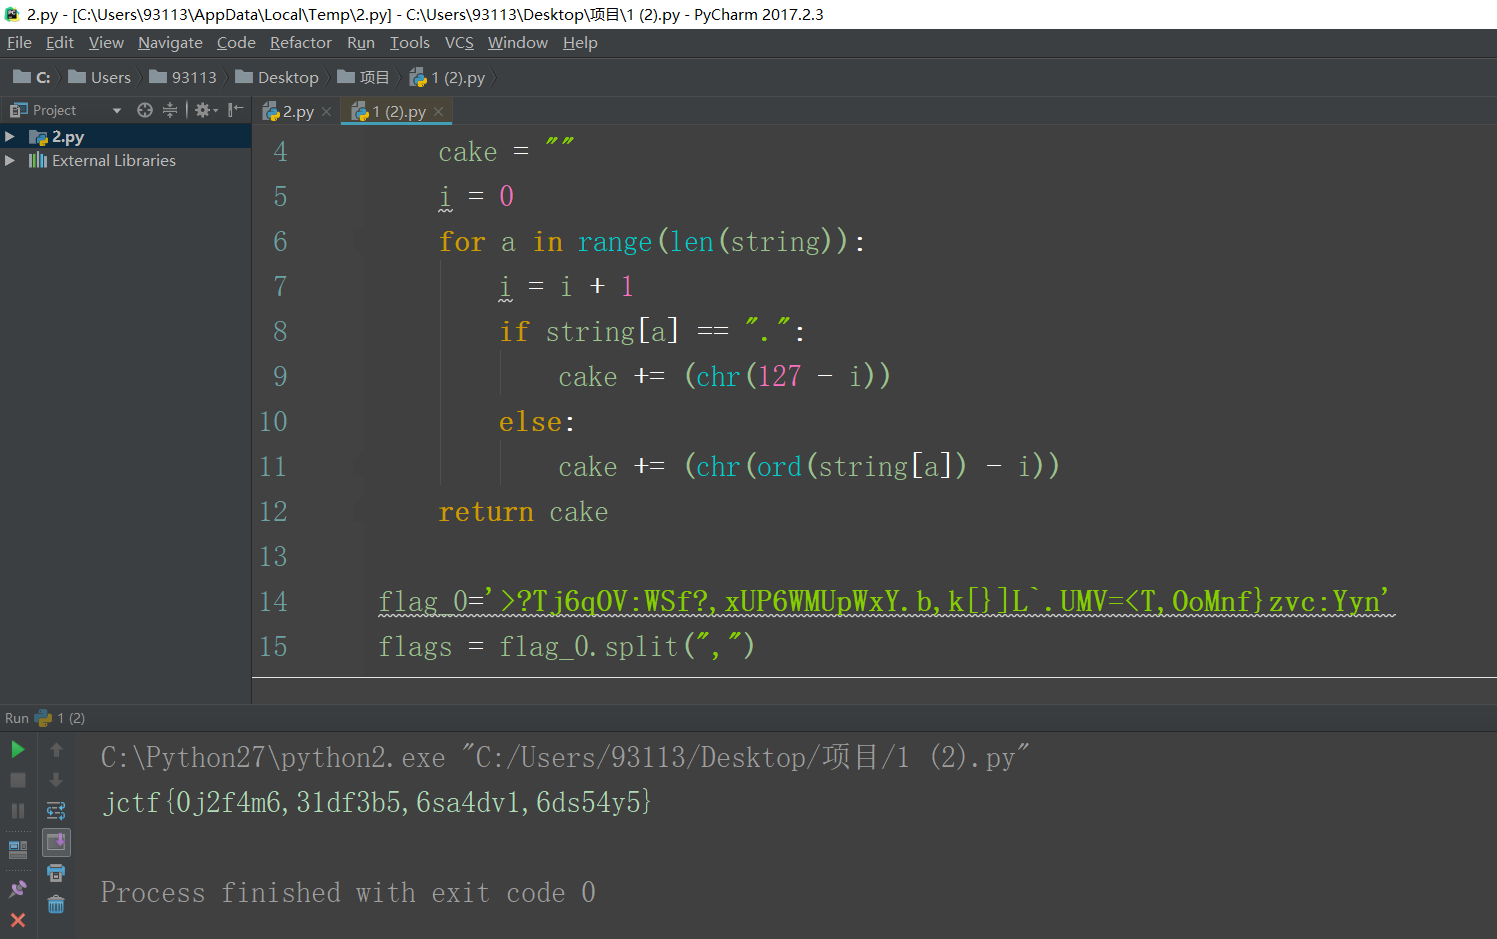 2.py - [C:\Users\93113\AppData\Local\Temp\2.py] - C:\Users\93113\Desktop\项目\1 (2).py - PyCharm 2017.2.3
File Edit View Navigate Code Refactor Run Tools VCS Window Help
C: Users 93113 Desktop 项目 1 (2).py
Project 2.py 1 (2).py
2.py
External Libraries
4 cake = ""
5 i = 0
6 for a in range(len(string)):
7 i = i + 1
8 if string[a] == ".":
9 cake += (chr(127 - i))
10 else:
11 cake += (chr(ord(string[a]) - i))
12 return cake
13
14 flag_0='>?Tj6qOV:WSf?,xUP6WMUpWxY.b,k[}]L`.UMV=<T,OoMnf}zvc:Yyn'
15 flags = flag_0.split(",")
Run 1 (2)
C:\Python27\python2.exe "C:/Users/93113/Desktop/项目/1 (2).py"
jctf{0j2f4m6,31df3b5,6sa4dv1,6ds54y5}
Process finished with exit code 0